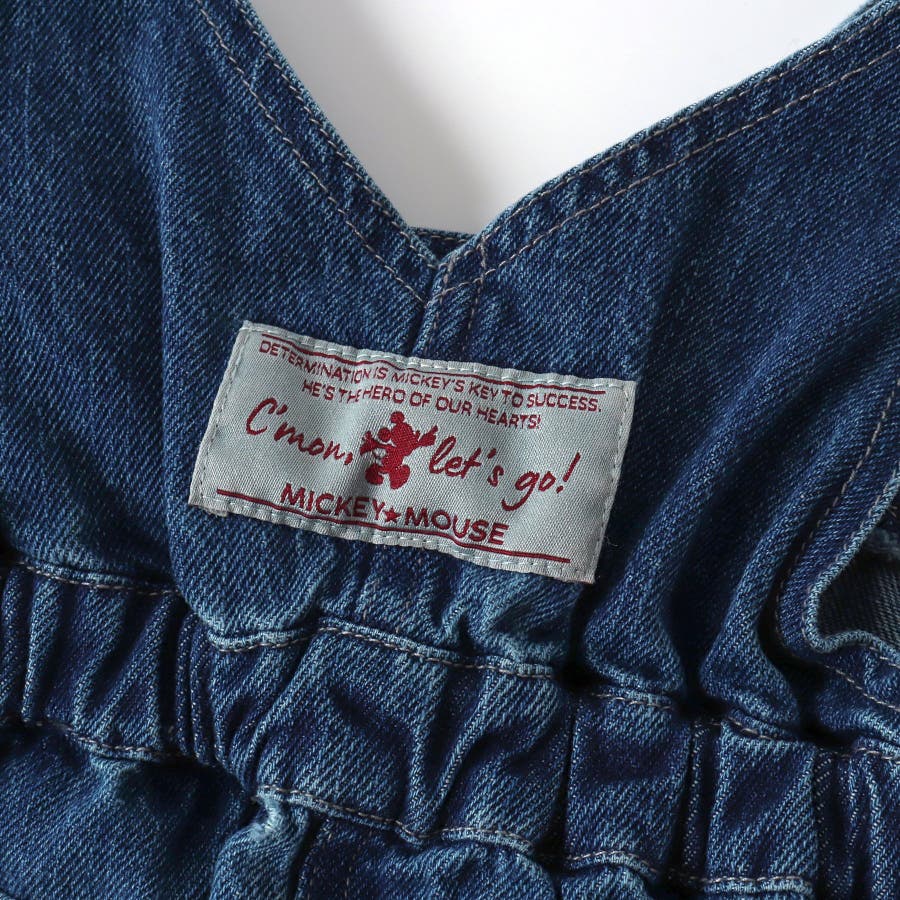 DETERMINATION IS MICKEY'S KEY TO SUCCESS.
HE'S THE HERO OF OUR HEARTS!
C'mon, let's go!
MICKEY★MOUSE